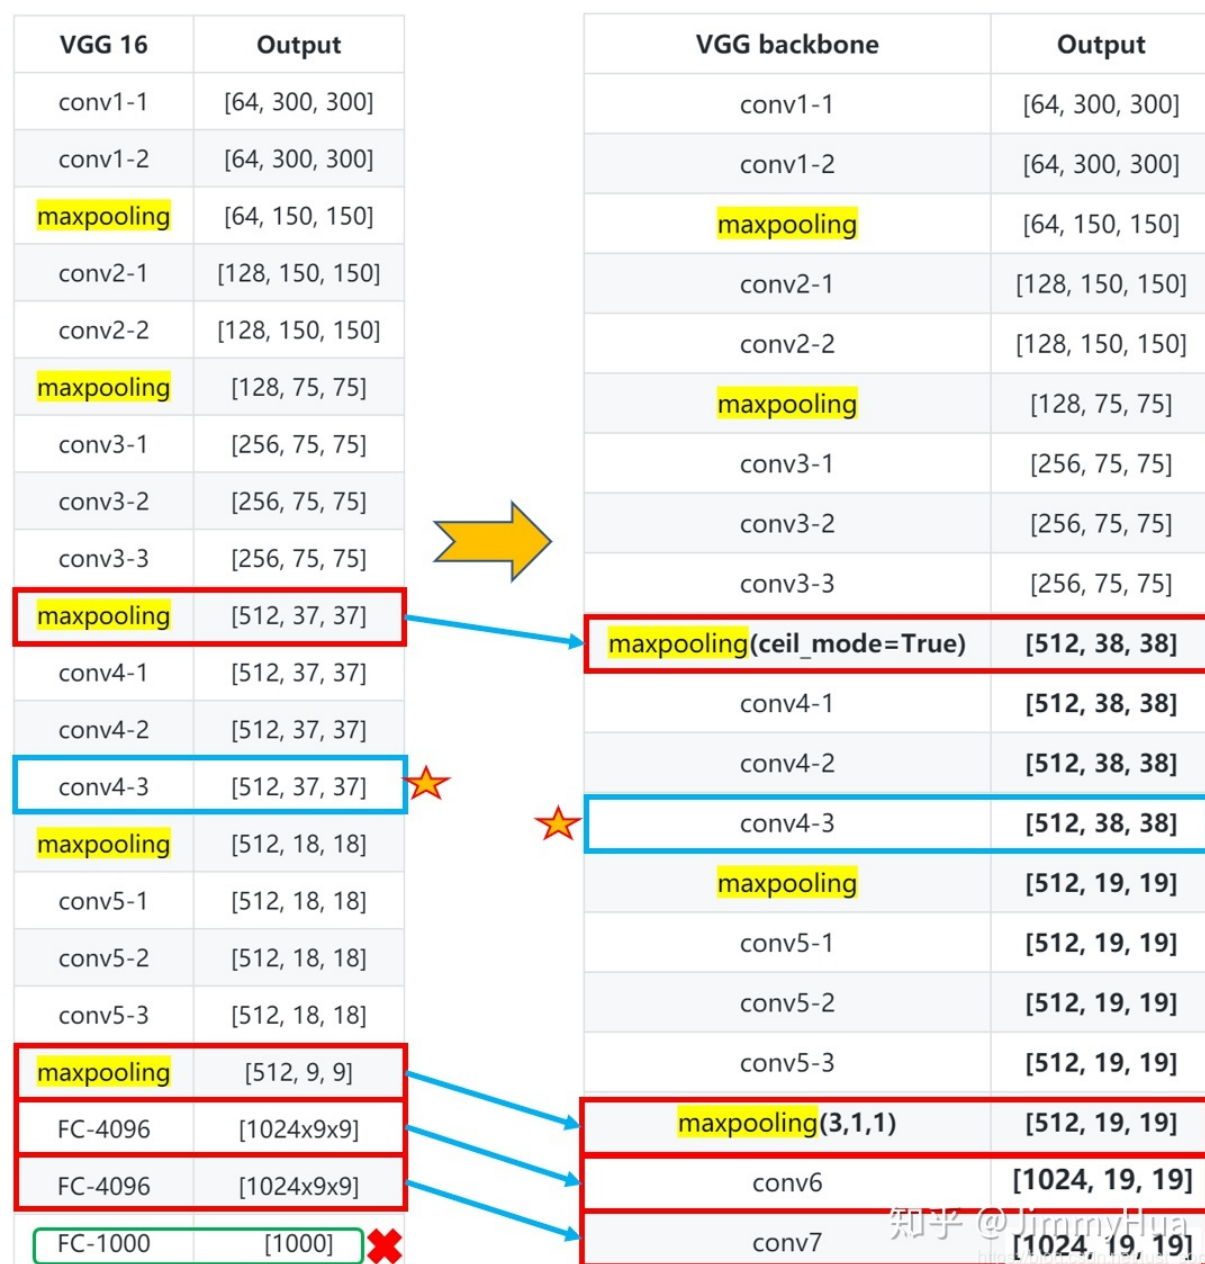 VGG 16 Output
conv1-1 [64, 300, 300]
conv1-2 [64, 300, 300]
maxpooling [64, 150, 150]
conv2-1 [128, 150, 150]
conv2-2 [128, 150, 150]
maxpooling [128, 75, 75]
conv3-1 [256, 75, 75]
conv3-2 [256, 75, 75]
conv3-3 [256, 75, 75]
maxpooling [512, 37, 37]
conv4-1 [512, 37, 37]
conv4-2 [512, 37, 37]
conv4-3 [512, 37, 37]
maxpooling [512, 18, 18]
conv5-1 [512, 18, 18]
conv5-2 [512, 18, 18]
conv5-3 [512, 18, 18]
maxpooling [512, 9, 9]
FC-4096 [1024x9x9]
FC-4096 [1024x9x9]
FC-1000 [1000]
VGG backbone Output
conv1-1 [64, 300, 300]
conv1-2 [64, 300, 300]
maxpooling [64, 150, 150]
conv2-1 [128, 150, 150]
conv2-2 [128, 150, 150]
maxpooling [128, 75, 75]
conv3-1 [256, 75, 75]
conv3-2 [256, 75, 75]
conv3-3 [256, 75, 75]
maxpooling(ceil_mode=True) [512, 38, 38]
conv4-1 [512, 38, 38]
conv4-2 [512, 38, 38]
conv4-3 [512, 38, 38]
maxpooling [512, 19, 19]
conv5-1 [512, 19, 19]
conv5-2 [512, 19, 19]
conv5-3 [512, 19, 19]
maxpooling(3,1,1) [512, 19, 19]
conv6 [1024, 19, 19]
conv7 [1024, 19, 19]
知乎 @JimmyHua